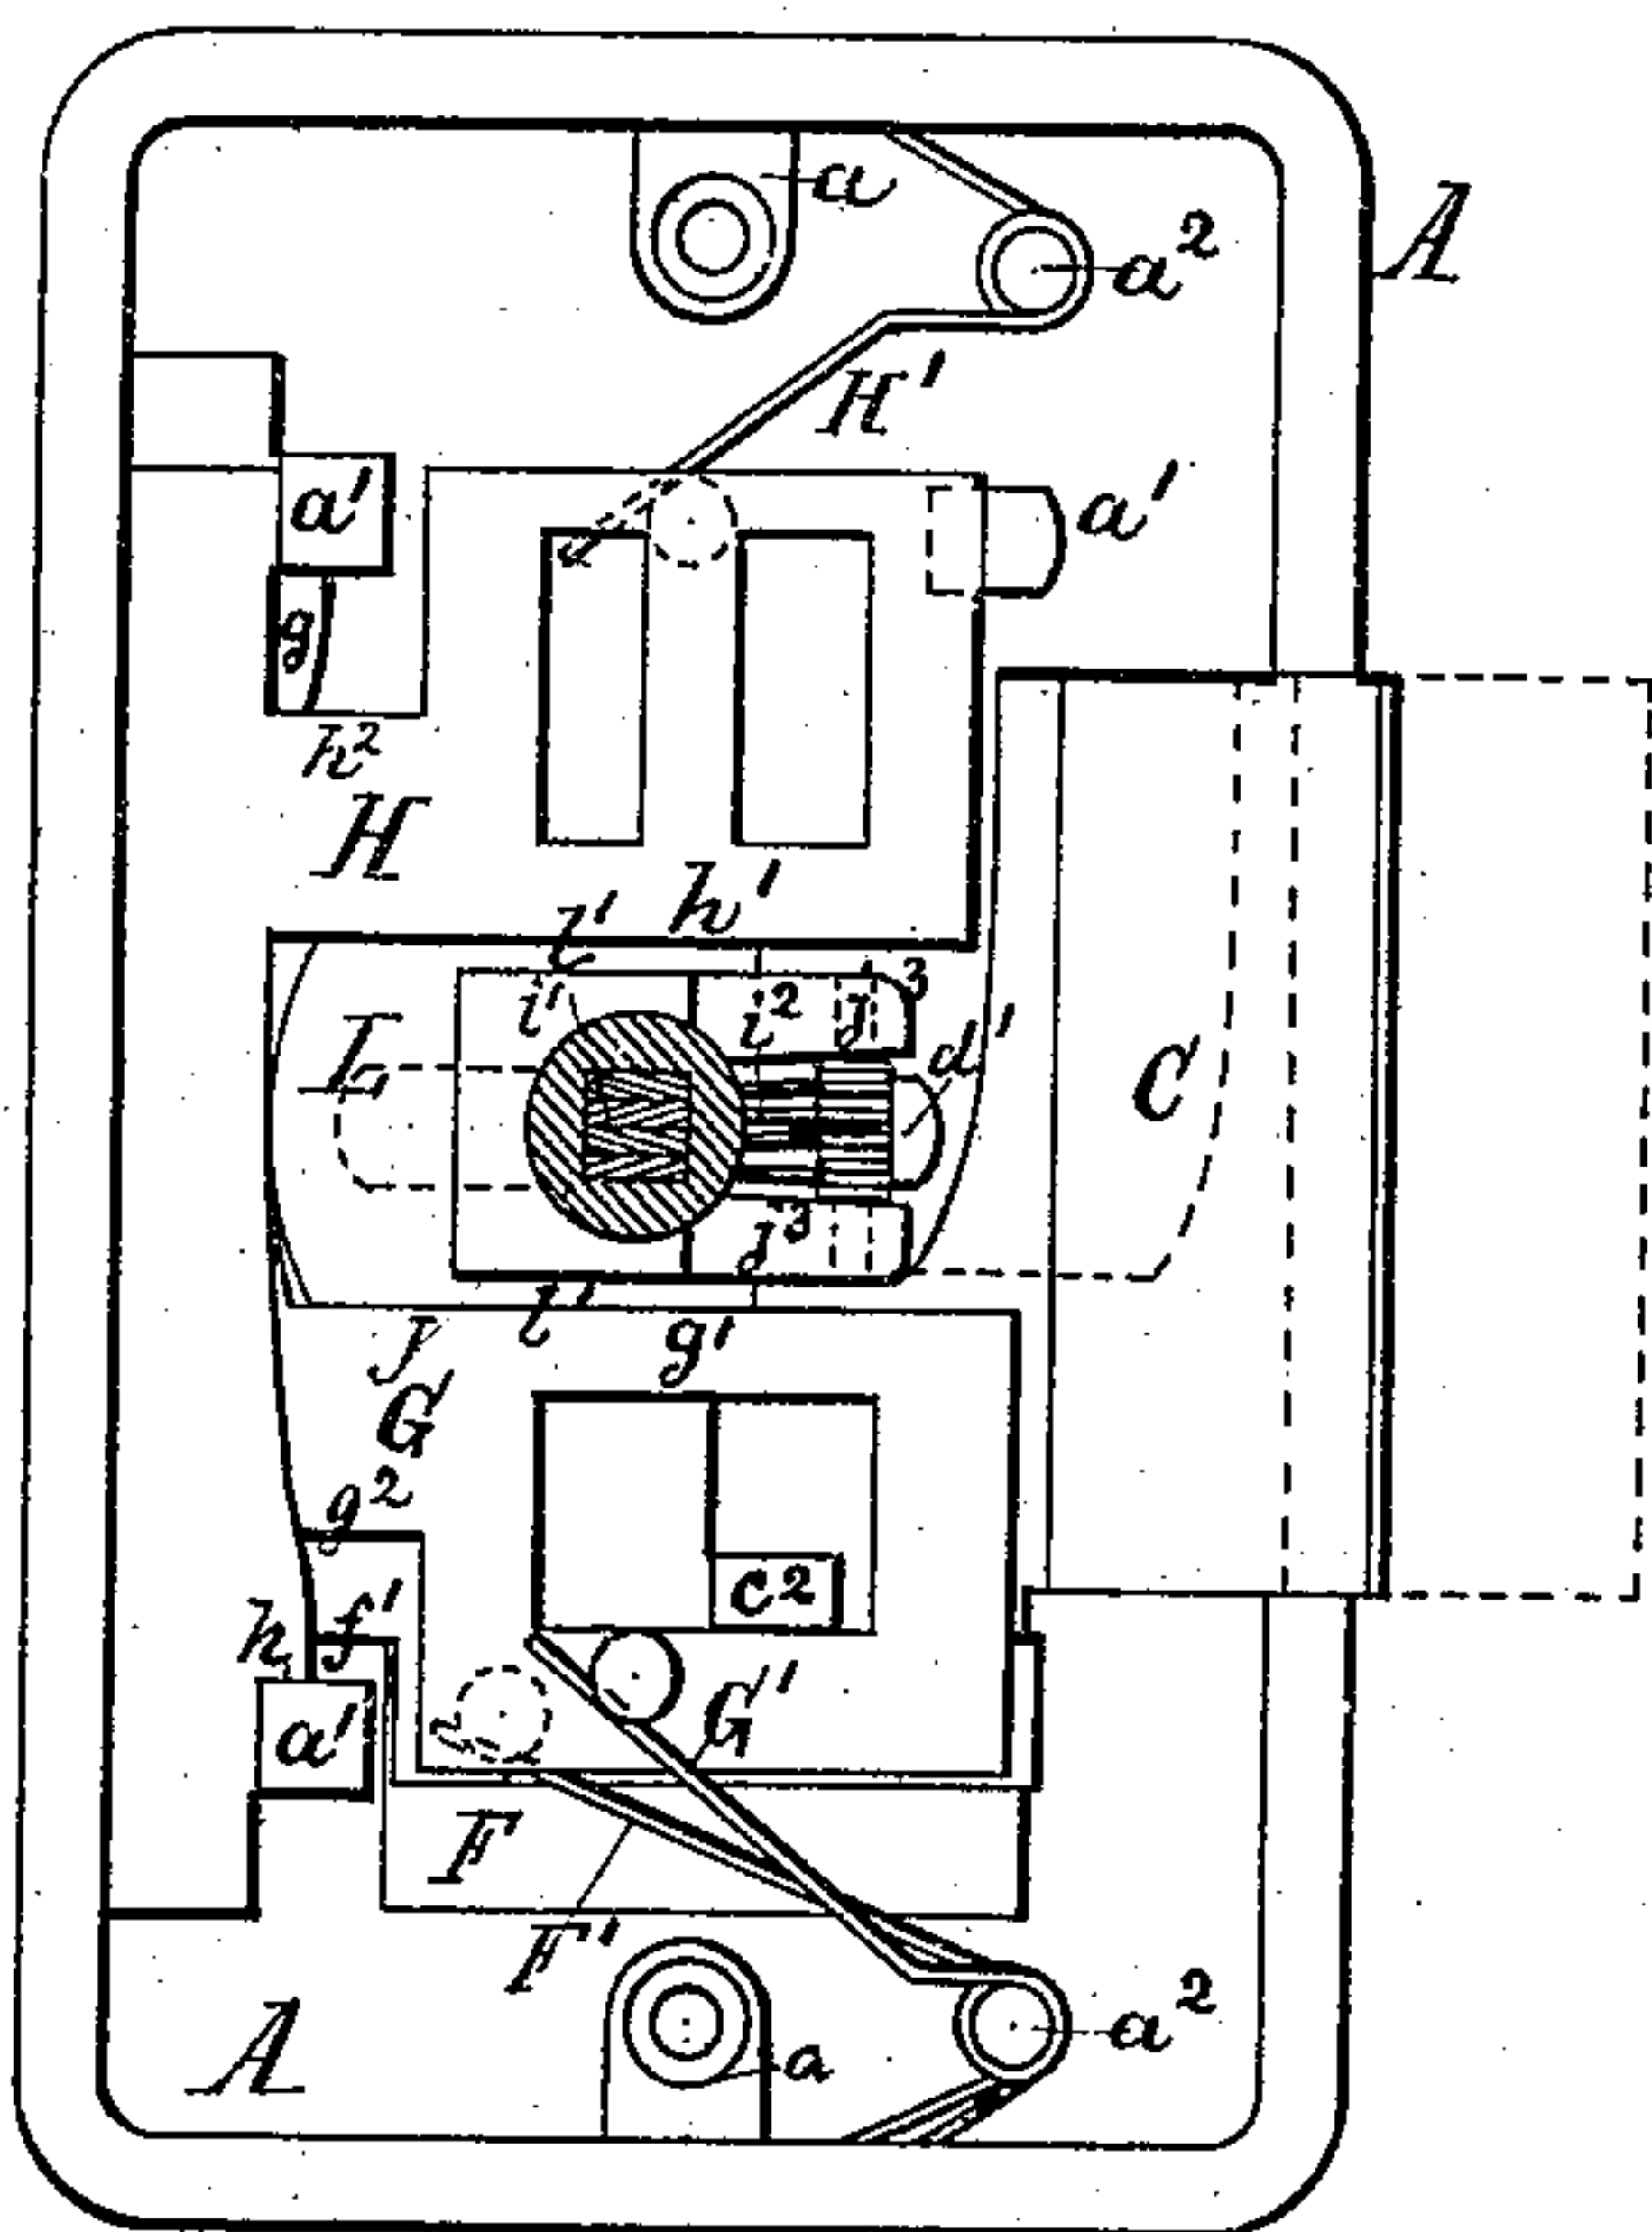 a
a²
A
H'
a'
a'
g
h²
H
h'
l'
i'
i²
j³
d'
L
C
j³
l'
y
g'
G
g²
c²
f'
h
a'
G'
F
F'
A
a
a²